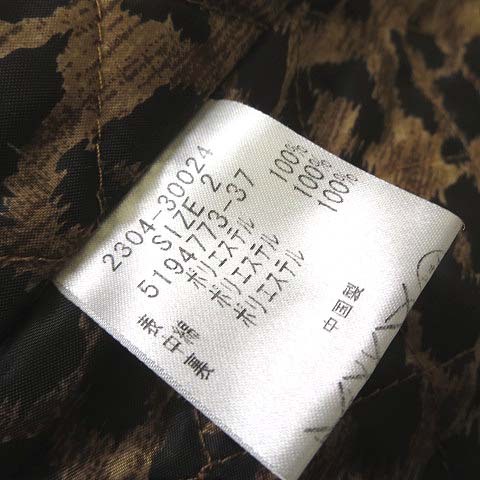 2304-30024
SIZE 2
5194773-37
表 ポリエステル 100%
中綿 ポリエステル 100%
裏 ポリエステル 100%
中国製